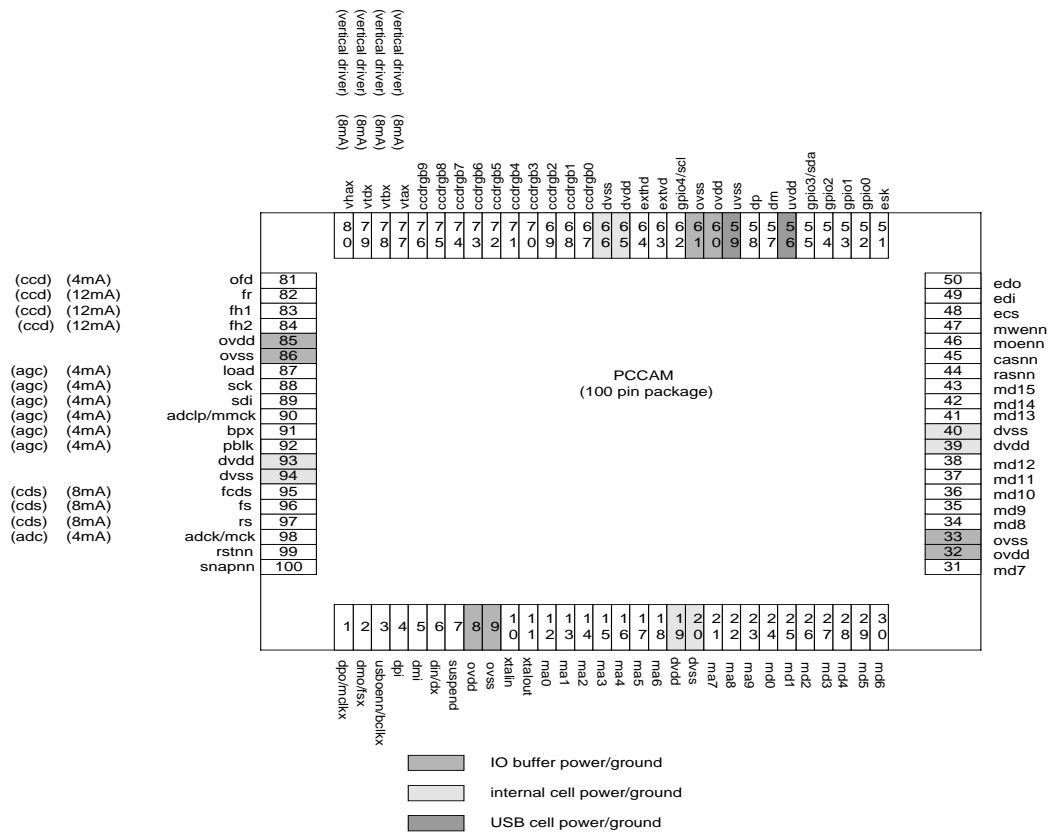 (vertical driver) (8mA) vhax
(vertical driver) (8mA) vtdx
(vertical driver) (8mA) vtbx
(vertical driver) (8mA) vtax
ccdrgb9
ccdrgb8
ccdrgb7
ccdrgb6
ccdrgb5
ccdrgb4
ccdrgb3
ccdrgb2
ccdrgb1
ccdrgb0
dvss
dvdd
exthd
extvd
gpio4/scl
ovss
ovdd
uvss
dp
dm
uvdd
gpio3/sda
gpio2
gpio1
gpio0
esk
80 79 78 77 76 75 74 73 72 71 70 69 68 67 66 65 64 63 62 61 60 59 58 57 56 55 54 53 52 51
(ccd) (4mA) ofd 81
(ccd) (12mA) fr 82
(ccd) (12mA) fh1 83
(ccd) (12mA) fh2 84
ovdd 85
ovss 86
(agc) (4mA) load 87
(agc) (4mA) sck 88
(agc) (4mA) sdi 89
(agc) (4mA) adclp/mmck 90
(agc) (4mA) bpx 91
(agc) (4mA) pblk 92
dvdd 93
dvss 94
(cds) (8mA) fcds 95
(cds) (8mA) fs 96
(cds) (8mA) rs 97
(adc) (4mA) adck/mck 98
rstnn 99
snapnn 100
PCCAM
(100 pin package)
50 edo
49 edi
48 ecs
47 mwenn
46 moenn
45 casnn
44 rasnn
43 md15
42 md14
41 md13
40 dvss
39 dvdd
38 md12
37 md11
36 md10
35 md9
34 md8
33 ovss
32 ovdd
31 md7
1 2 3 4 5 6 7 8 9 10 11 12 13 14 15 16 17 18 19 20 21 22 23 24 25 26 27 28 29 30
dpo/mclkx
dmo/fsx
usboenn/bclkx
dpi
dmi
din/dx
suspend
ovdd
ovss
xtalin
xtalout
ma0
ma1
ma2
ma3
ma4
ma5
ma6
dvdd
dvss
ma7
ma8
ma9
md0
md1
md2
md3
md4
md5
md6
IO buffer power/ground
internal cell power/ground
USB cell power/ground